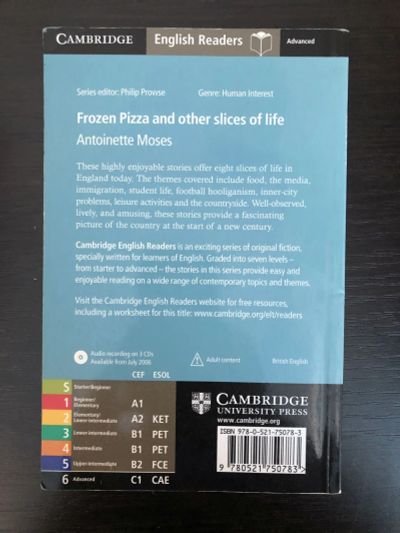 CAMBRIDGE English Readers Advanced
Series editor: Philip Prowse Genre: Human Interest
Frozen Pizza and other slices of life
Antoinette Moses
These highly enjoyable stories offer eight slices of life in
England today. The themes covered include food, the media,
immigration, student life, football hooliganism, inner-city
problems, leisure activities and the countryside. Well-observed,
lively, and amusing, these stories provide a fascinating
picture of the country at the start of a new century.
Cambridge English Readers is an exciting series of original fiction,
specially written for learners of English. Graded into seven levels –
from starter to advanced – the stories in this series provide easy and
enjoyable reading on a wide range of contemporary topics and themes.
Visit the Cambridge English Readers website for free resources,
including a worksheet for this title: www.cambridge.org/elt/readers
Audio recording on 3 CDs
Available from July 2006
Adult content
British English
CEF ESOL
S Starter/Beginner
1 Beginner/
Elementary A1
2 Elementary/
Lower-intermediate A2 KET
3 Lower-intermediate B1 PET
4 Intermediate B1 PET
5 Upper-intermediate B2 FCE
6 Advanced C1 CAE
CAMBRIDGE
UNIVERSITY PRESS
www.cambridge.org
ISBN 978-0-521-75078-3
9 780521 750783 >